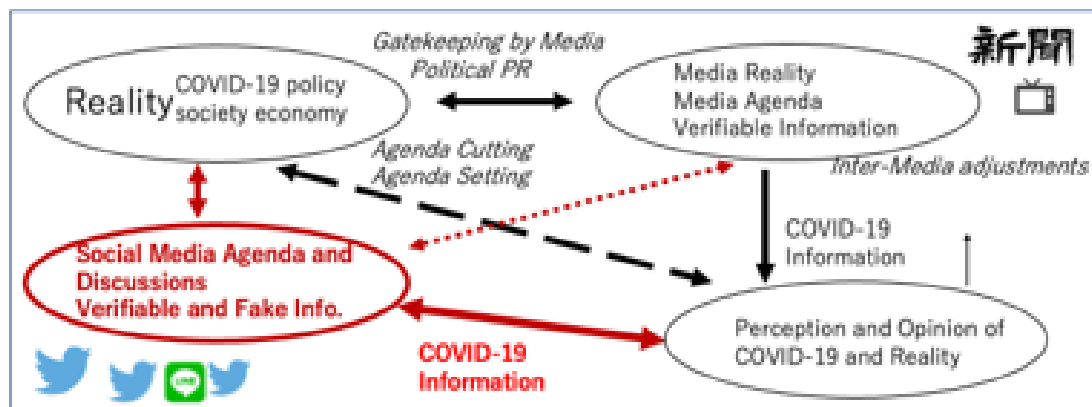 Gatekeeping by Media
Political PR
新聞
Reality
COVID-19 policy
society economy
Media Reality
Media Agenda
Verifiable Information
Agenda Cutting
Agenda Setting
Inter-Media adjustments
Social Media Agenda and
Discussions
Verifiable and Fake Info.
COVID-19
Information
Perception and Opinion of
COVID-19 and Reality
COVID-19
Information
LINE